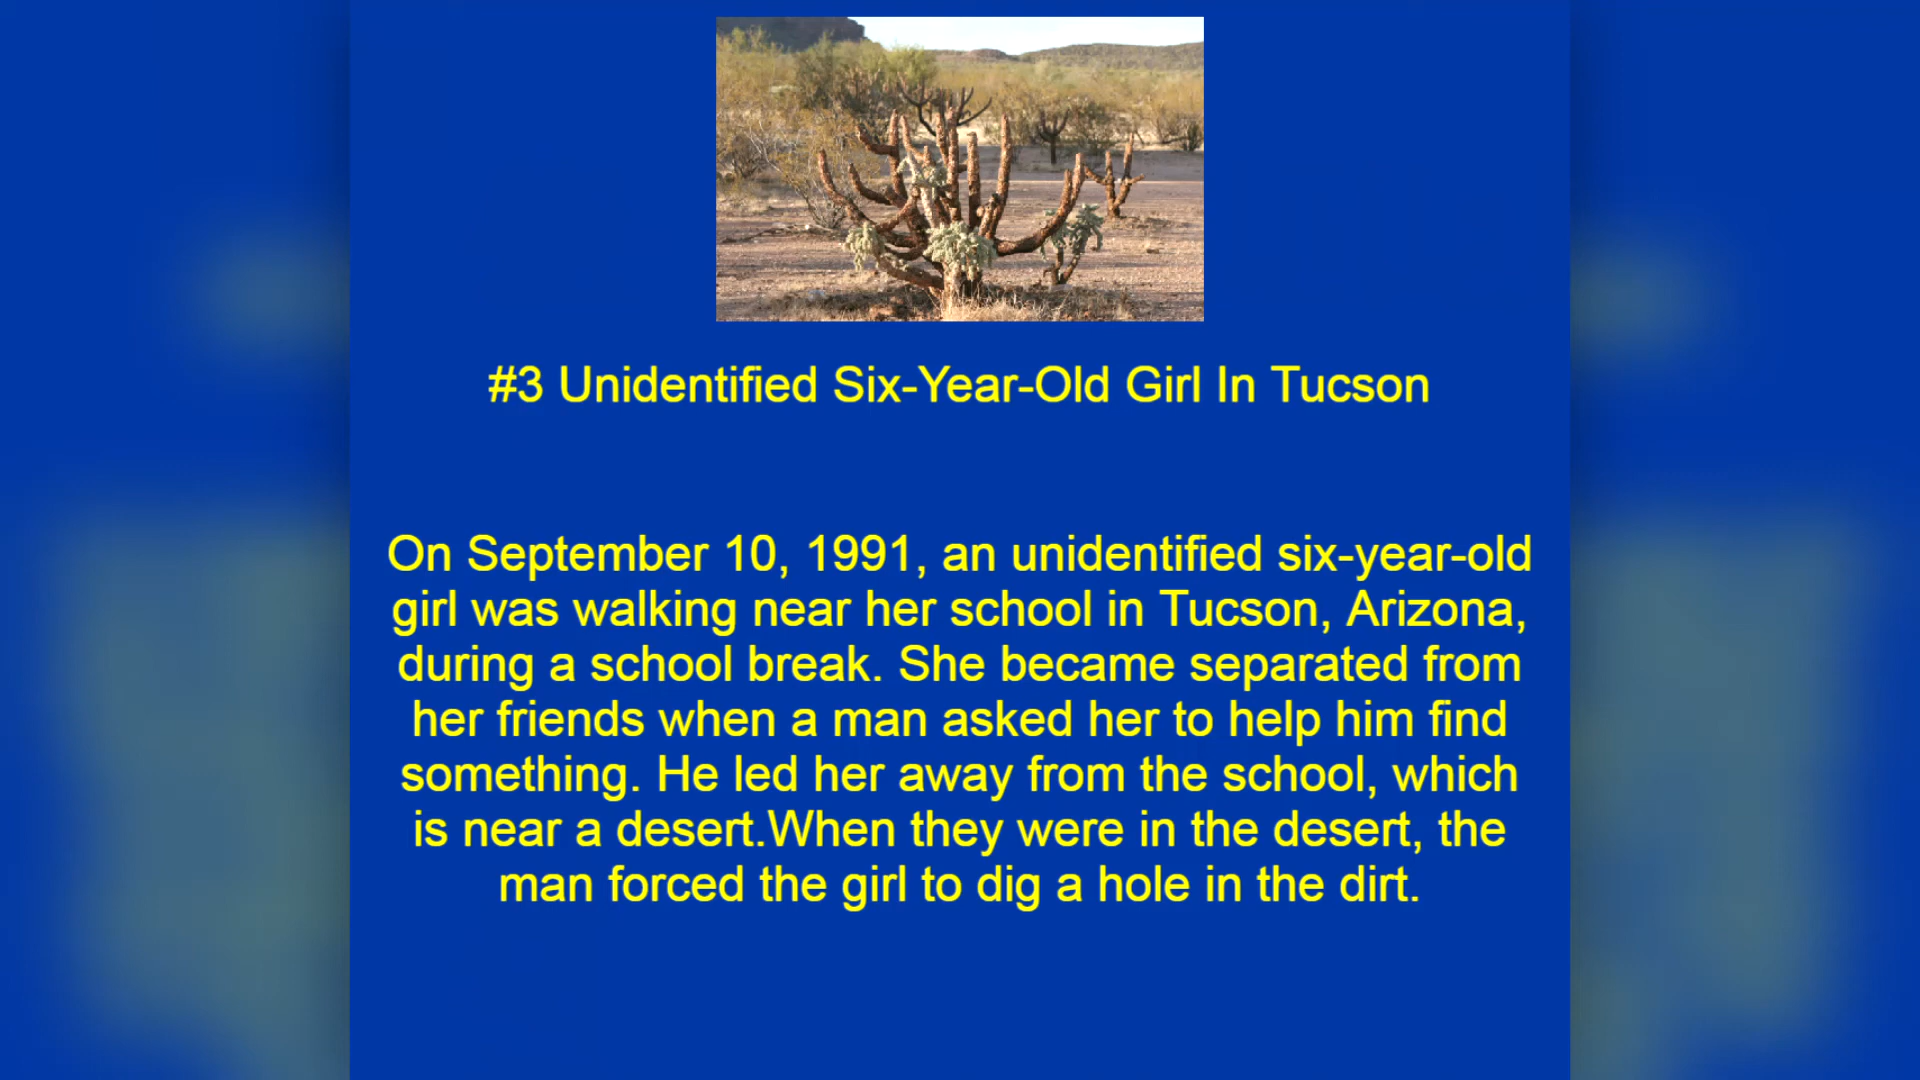 #3 Unidentified Six-Year-Old Girl In Tucson
On September 10, 1991, an unidentified six-year-old
girl was walking near her school in Tucson, Arizona,
during a school break. She became separated from
her friends when a man asked her to help him find
something. He led her away from the school, which
is near a desert.When they were in the desert, the
man forced the girl to dig a hole in the dirt.